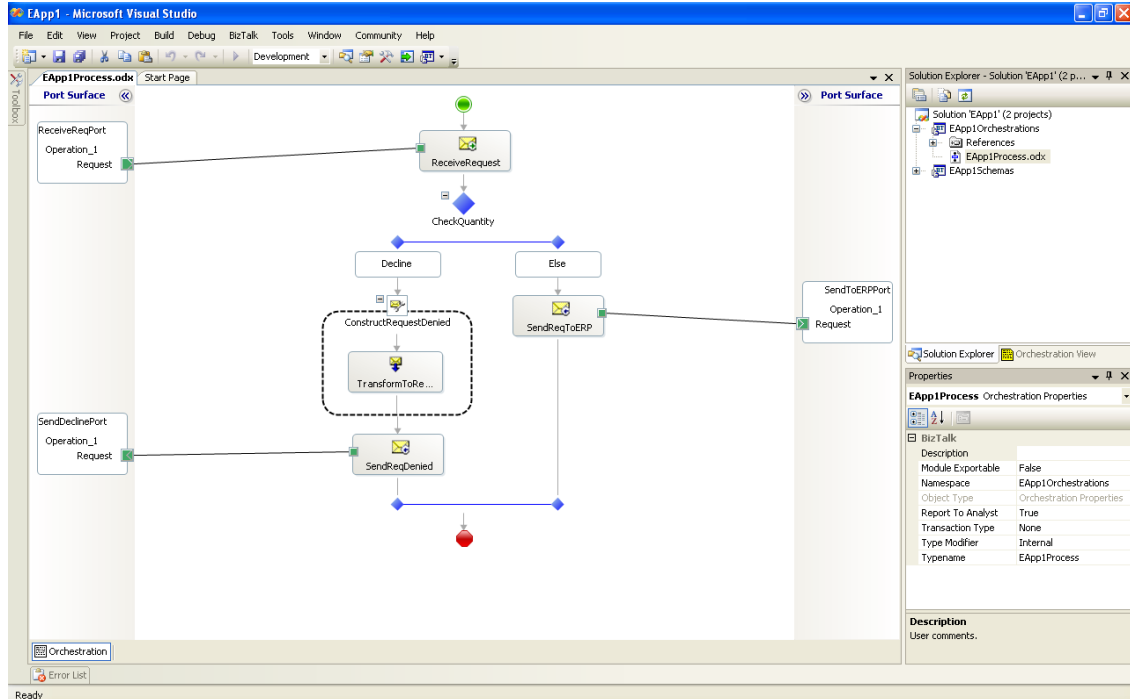 EApp1 - Microsoft Visual Studio
File Edit View Project Build Debug BizTalk Tools Window Community Help
Development
Toolbox
EApp1Process.odx Start Page
Port Surface
Port Surface
ReceiveReqPort
Operation_1
Request
ReceiveRequest
CheckQuantity
Decline
Else
ConstructRequestDenied
TransformToRe...
SendReqToERP
SendToERPPort
Operation_1
Request
SendDeclinePort
Operation_1
Request
SendReqDenied
Orchestration
Error List
Ready
Solution Explorer - Solution 'EApp1' (2 p...
Solution 'EApp1' (2 projects)
EApp1Orchestrations
References
EApp1Process.odx
EApp1Schemas
Solution Explorer Orchestration View
Properties
EApp1Process Orchestration Properties
BizTalk
Description
Module Exportable False
Namespace EApp1Orchestrations
Object Type Orchestration Properties
Report To Analyst True
Transaction Type None
Type Modifier Internal
Typename EApp1Process
Description
User comments.